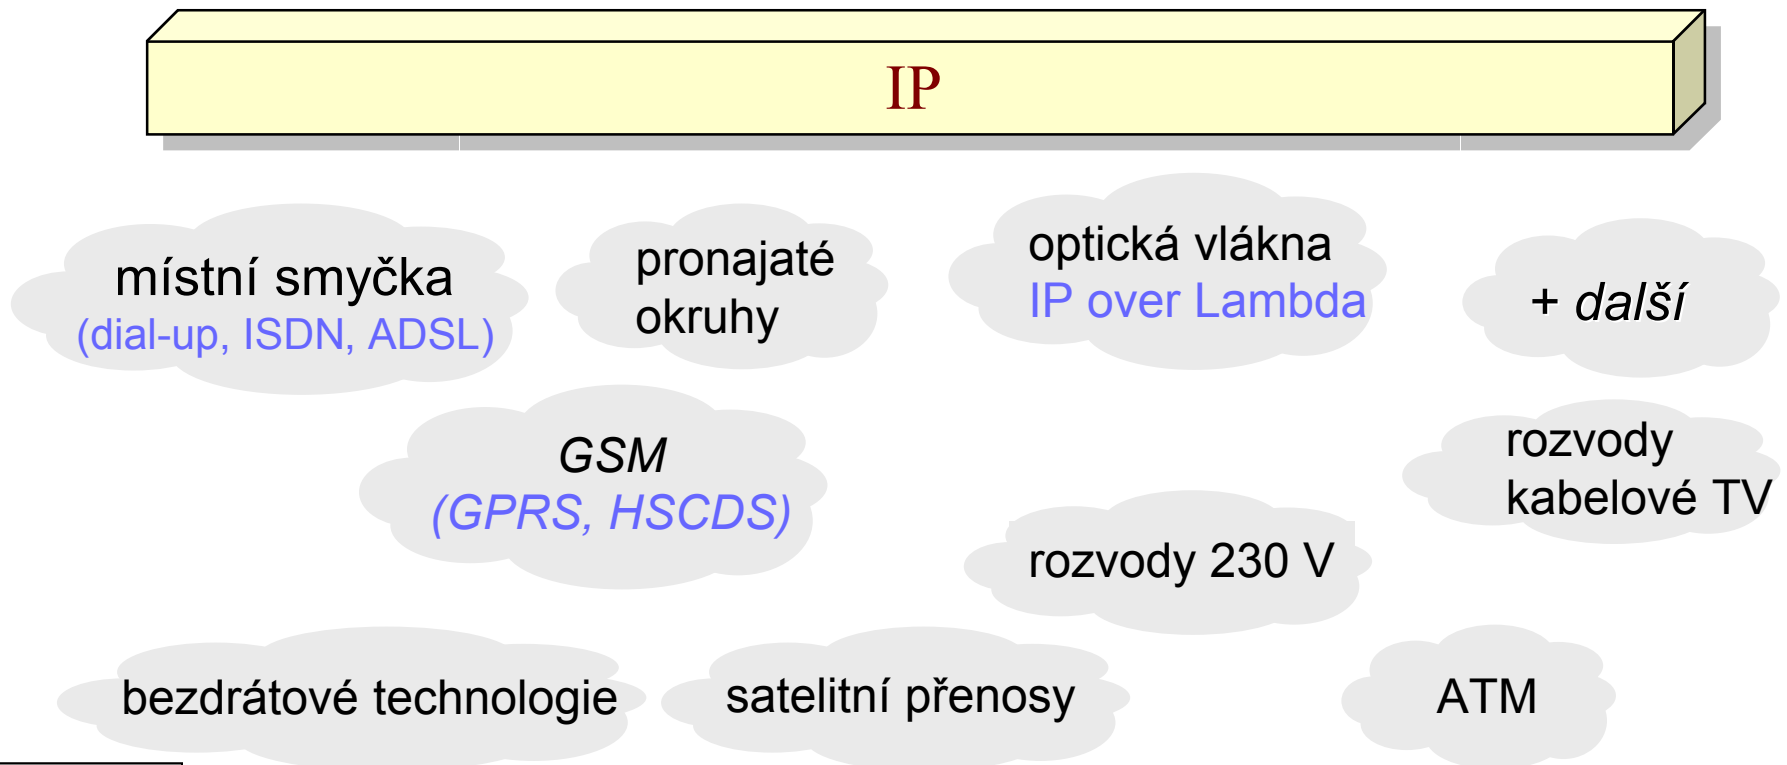 IP
místní smyčka
(dial-up, ISDN, ADSL)
pronajaté
okruhy
optická vlákna
IP over Lambda
+ další
GSM
(GPRS, HSCDS)
rozvody
kabelové TV
rozvody 230 V
bezdrátové technologie
satelitní přenosy
ATM